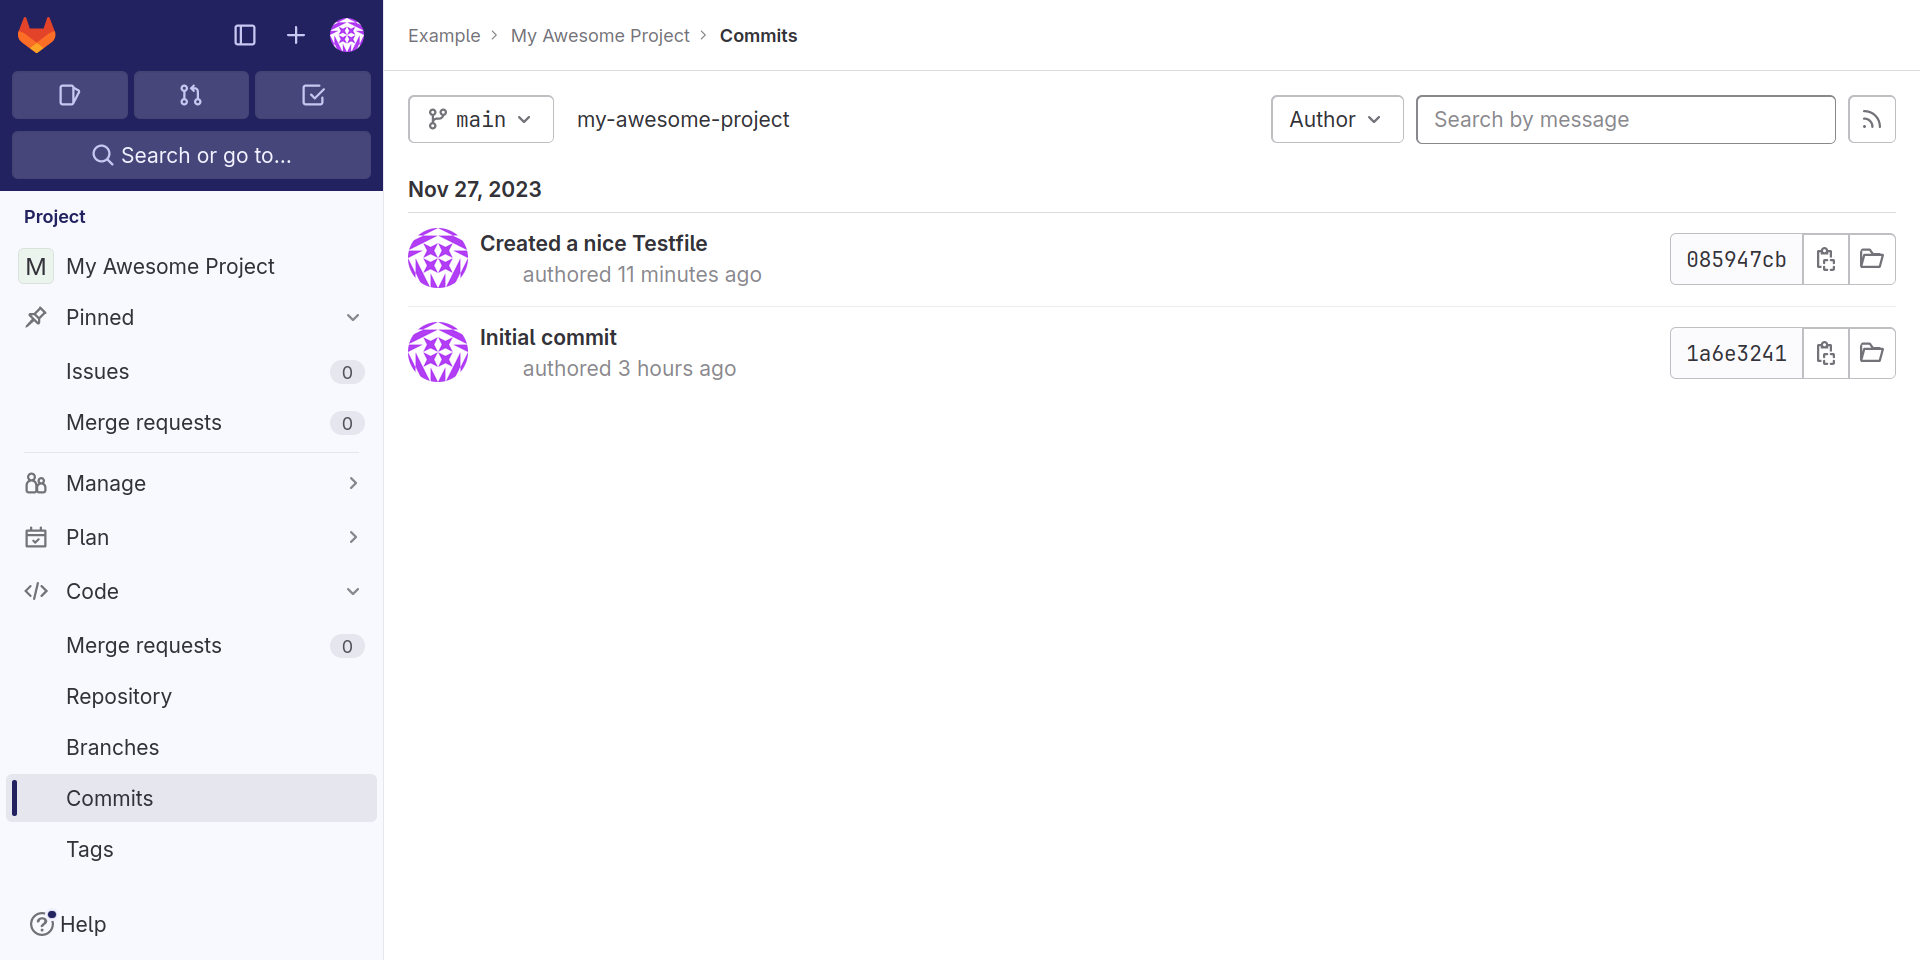 Example
My Awesome Project
Commits
Search or go to...
main
my-awesome-project
Author
Search by message
Project
M
My Awesome Project
Pinned
Issues
0
Merge requests
0
Manage
Plan
Code
Merge requests
0
Repository
Branches
Commits
Tags
Help
Nov 27, 2023
Created a nice Testfile
authored 11 minutes ago
085947cb
Initial commit
authored 3 hours ago
1a6e3241